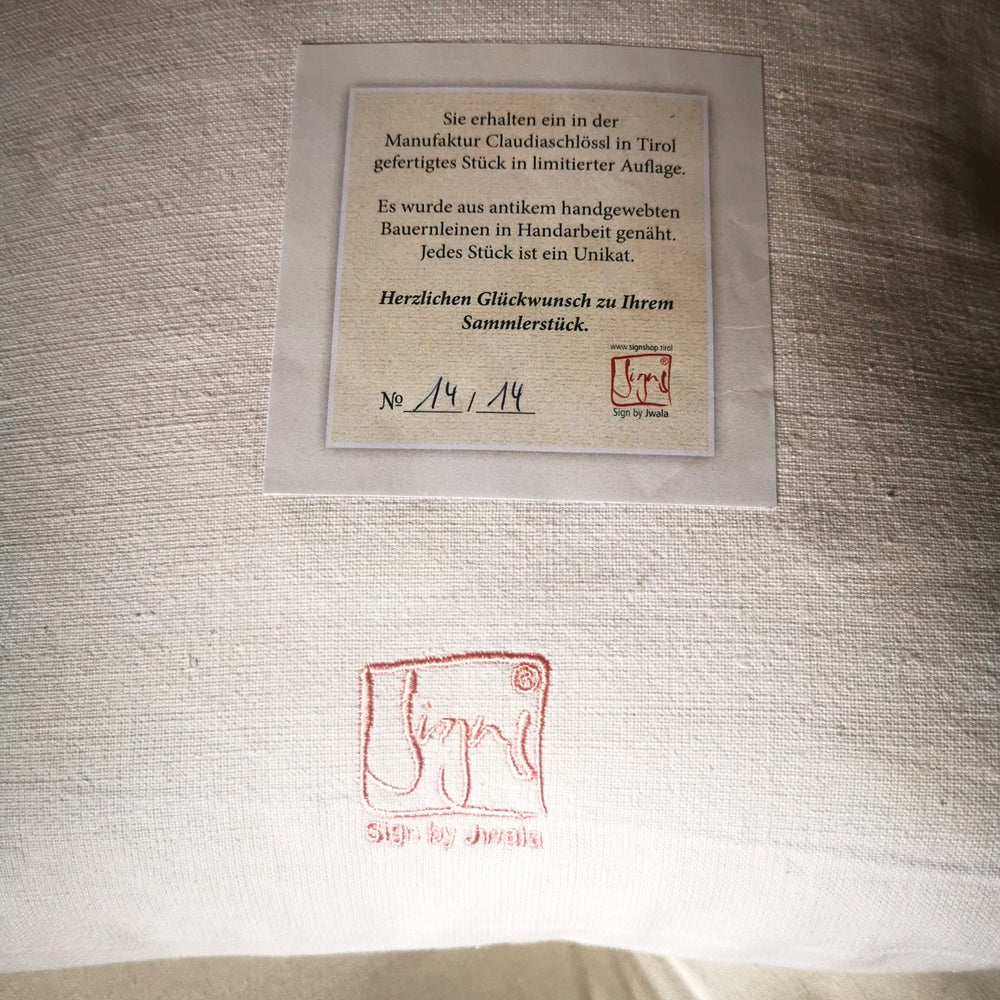 Sie erhalten ein in der
Manufaktur Claudiaschlössl in Tirol
gefertigtes Stück in limitierter Auflage.
Es wurde aus antikem handgewebten
Bauernleinen in Handarbeit genäht.
Jedes Stück ist ein Unikat.
Herzlichen Glückwunsch zu Ihrem
Sammlerstück.
www.signshop.tirol
Signs ®
Sign by Jwala
№ 14 / 14
Signs ®
Sign by Jwala